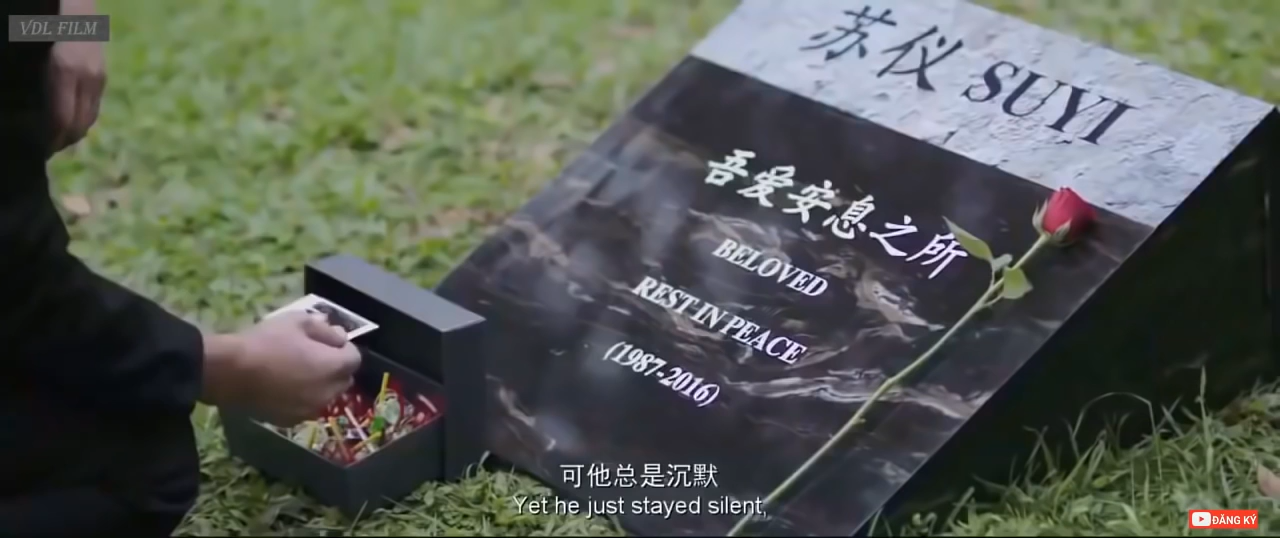 VDL FILM
苏仪 SUYI
吾爱安息之所
BELOVED
REST IN PEACE
(1987-2016)
可他总是沉默
Yet he just stayed silent,
ĐĂNG KÝ